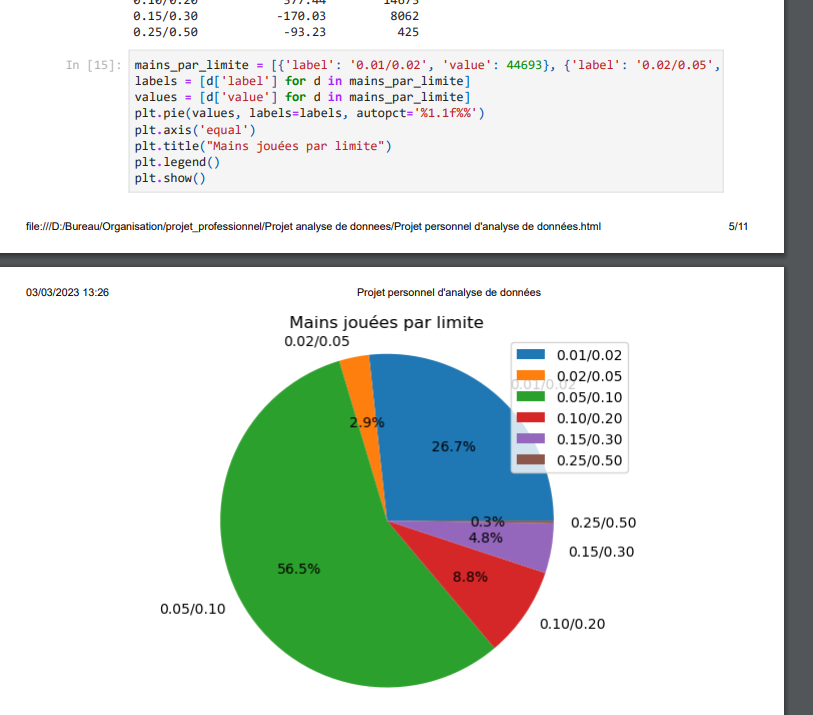 0.10/0.20 377.44 14673
0.15/0.30 -170.03 8062
0.25/0.50 -93.23 425
In [15]: mains_par_limite = [{'label': '0.01/0.02', 'value': 44693}, {'label': '0.02/0.05',
labels = [d['label'] for d in mains_par_limite]
values = [d['value'] for d in mains_par_limite]
plt.pie(values, labels=labels, autopct='%1.1f%%')
plt.axis('equal')
plt.title("Mains jouées par limite")
plt.legend()
plt.show()
file:///D:/Bureau/Organisation/projet_professionnel/Projet analyse de donnees/Projet personnel d'analyse de données.html 5/11
03/03/2023 13:26 Projet personnel d'analyse de données
Mains jouées par limite
0.02/0.05
0.01/0.02
0.02/0.05
0.01/0.02
0.05/0.10
0.10/0.20
0.15/0.30
0.25/0.50
2.9%
26.7%
0.3%
0.25/0.50
4.8%
0.15/0.30
56.5%
8.8%
0.05/0.10
0.10/0.20